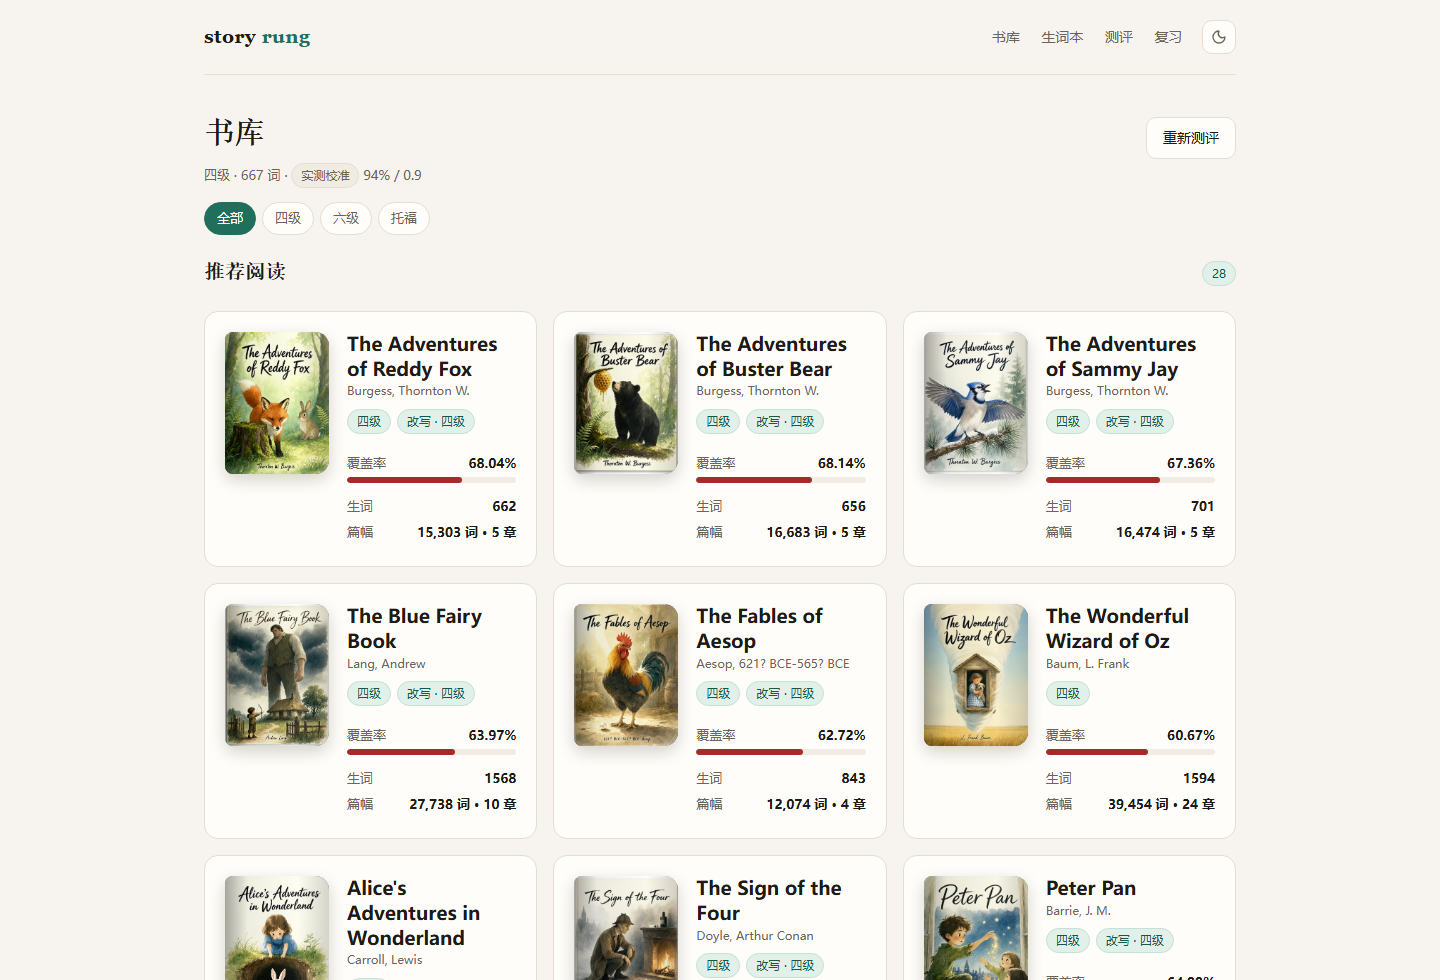 story rung
书库
生词本
测评
复习
书库
重新测评
四级 · 667 词 · 实测校准 94% / 0.9
全部
四级
六级
托福
推荐阅读
28
The Adventures of Reddy Fox
Thornton W. Burgess
The Adventures
of Reddy Fox
Burgess, Thornton W.
四级
改写 · 四级
覆盖率 68.04%
生词 662
篇幅 15,303 词 • 5 章
The Adventures of
Buster Bear
Thornton W. Burgess
The Adventures
of Buster Bear
Burgess, Thornton W.
四级
改写 · 四级
覆盖率 68.14%
生词 656
篇幅 16,683 词 • 5 章
The Adventures of
Sammy Jay
Thornton W. Burgess
The Adventures
of Sammy Jay
Burgess, Thornton W.
四级
改写 · 四级
覆盖率 67.36%
生词 701
篇幅 16,474 词 • 5 章
The Blue Fairy Book
The Blue Fairy
Book
Lang, Andrew
四级
改写 · 四级
覆盖率 63.97%
生词 1568
篇幅 27,738 词 • 10 章
The Fables of Aesop
The Fables of
Aesop
Aesop, 621? BCE-565? BCE
四级
改写 · 四级
覆盖率 62.72%
生词 843
篇幅 12,074 词 • 4 章
The Wonderful
Wizard of Oz
L. Frank Baum
The Wonderful
Wizard of Oz
Baum, L. Frank
四级
覆盖率 60.67%
生词 1594
篇幅 39,454 词 • 24 章
Alice's Adventures
in Wonderland
Alice's
Adventures in
Wonderland
Carroll, Lewis
The Sign of the Four
The Sign of the
Four
Doyle, Arthur Conan
四级
改写 · 四级
Peter Pan
Peter Pan
Barrie, J. M.
四级
改写 · 四级